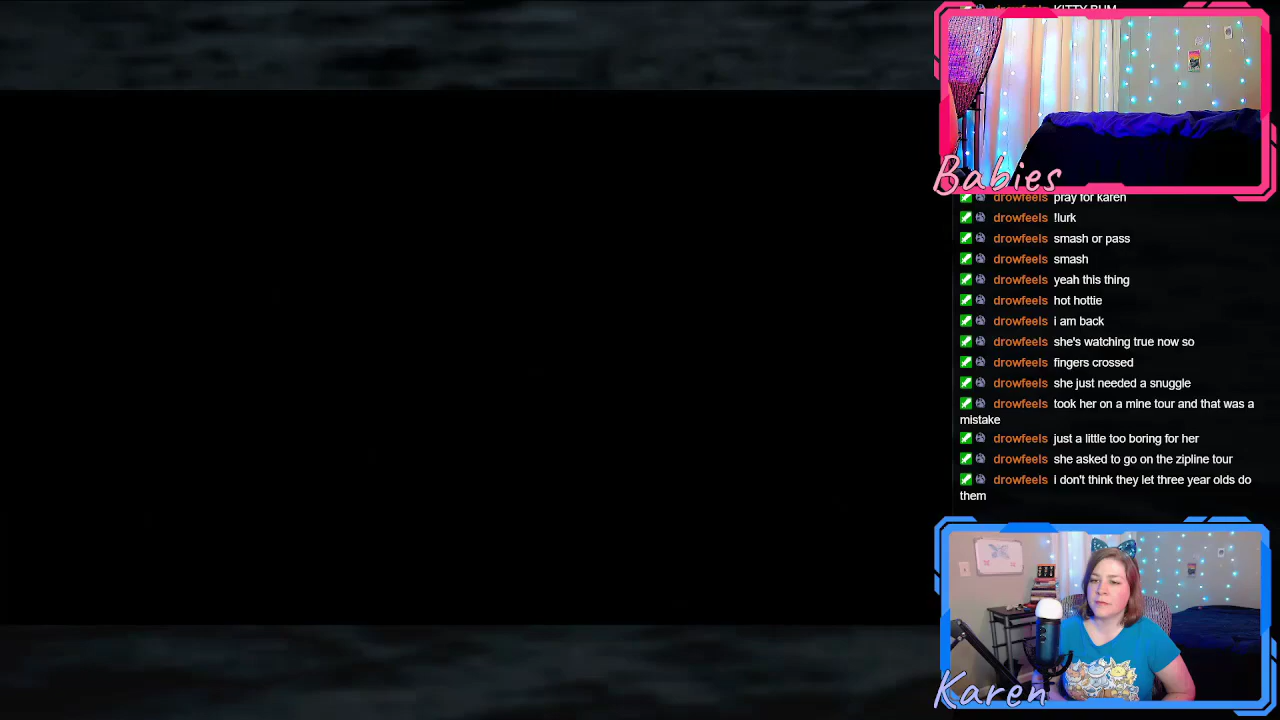 drowfeels KITTY BUM
Babies
drowfeels pray for karen
drowfeels !lurk
drowfeels smash or pass
drowfeels smash
drowfeels yeah this thing
drowfeels hot hottie
drowfeels i am back
drowfeels she's watching true now so
drowfeels fingers crossed
drowfeels she just needed a snuggle
drowfeels took her on a mine tour and that was a
mistake
drowfeels just a little too boring for her
drowfeels she asked to go on the zipline tour
drowfeels i don't think they let three year olds do
them
Karen